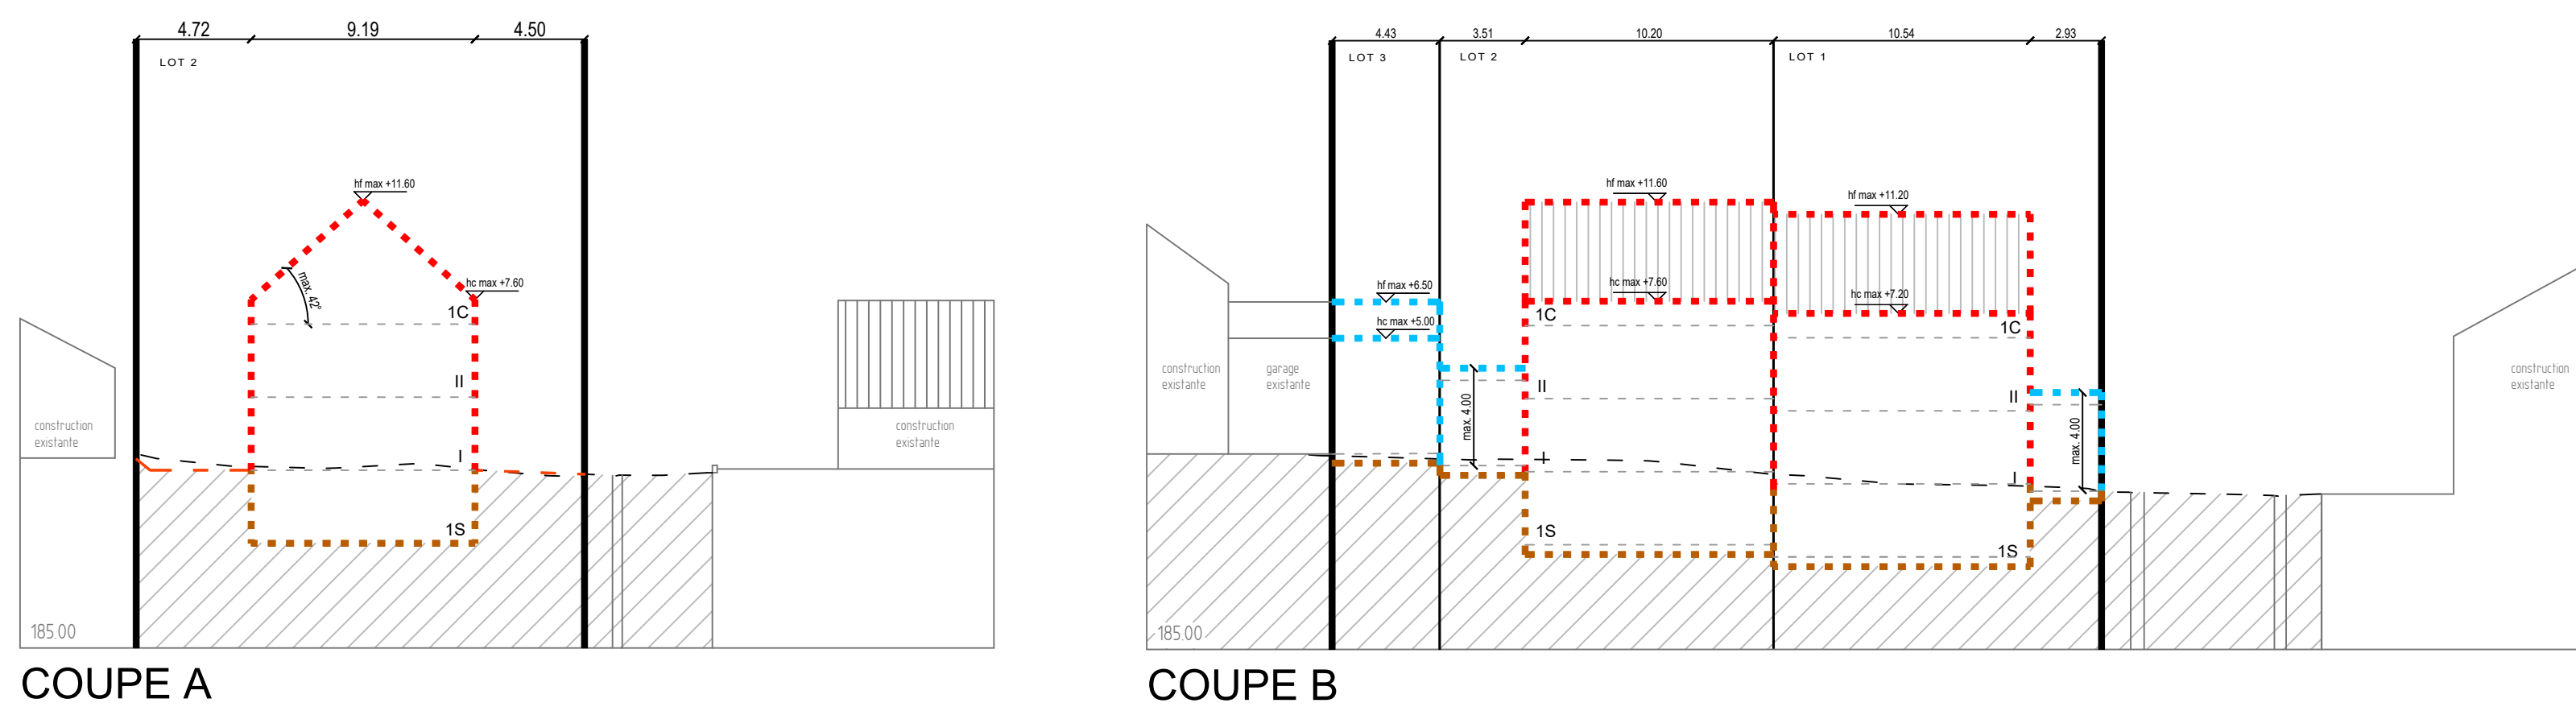 4.72
9.19
4.50
LOT 2
hf max +11.60
max. 42°
hc max +7.60
1C
II
I
1S
construction
existante
construction
existante
185.00
COUPE A
4.43
3.51
10.20
10.54
2.93
LOT 3
LOT 2
LOT 1
hf max +11.60
hf max +11.20
hf max +6.50
hc max +7.60
hc max +7.20
hc max +5.00
1C
1C
construction
existante
garage
existante
construction
existante
II
II
max. 4.00
max. 4.00
I
I
1S
1S
185.00
COUPE B